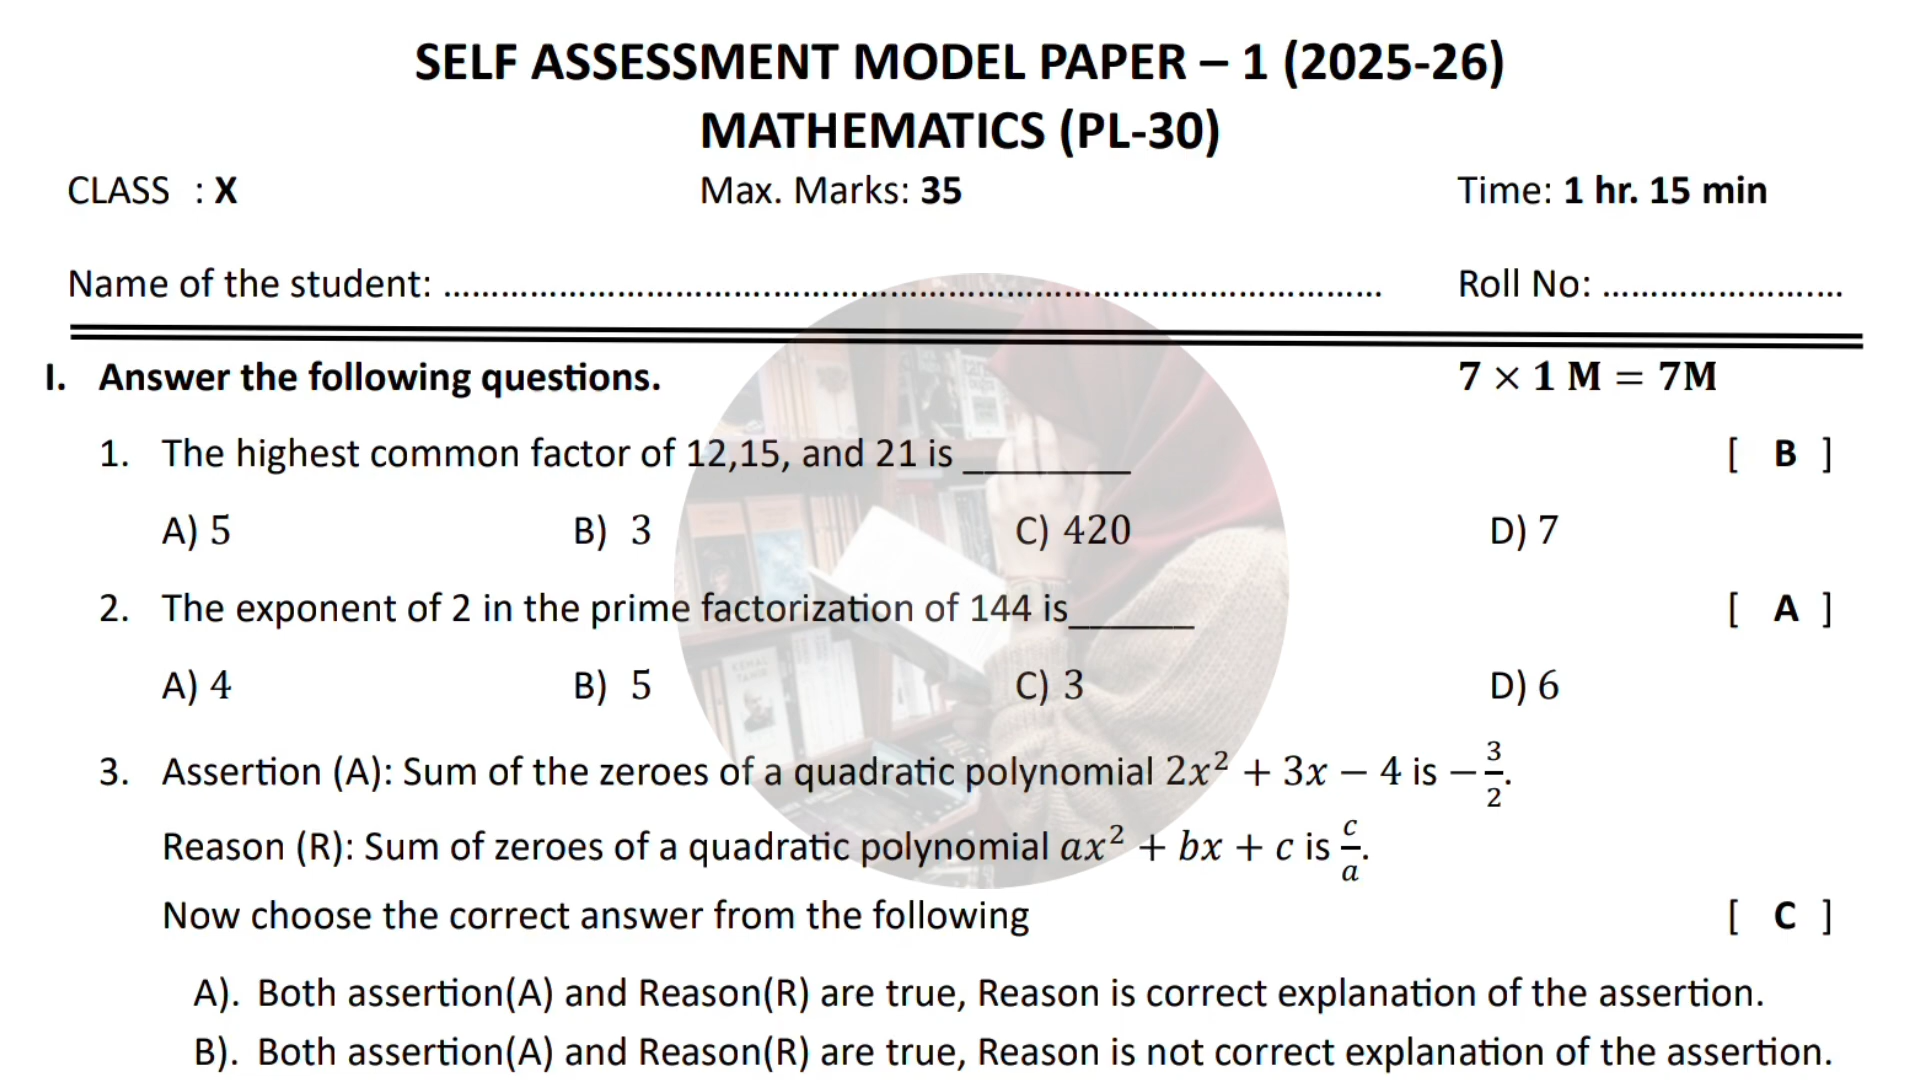 SELF ASSESSMENT MODEL PAPER – 1 (2025-26)
MATHEMATICS (PL-30)
CLASS : X Max. Marks: 35 Time: 1 hr. 15 min
Name of the student: ........................................................................................ Roll No: ........................
I. Answer the following questions. 7 × 1 M = 7M
1. The highest common factor of 12,15, and 21 is ________ [ B ]
A) 5 B) 3 C) 420 D) 7
2. The exponent of 2 in the prime factorization of 144 is______ [ A ]
A) 4 B) 5 C) 3 D) 6
3. Assertion (A): Sum of the zeroes of a quadratic polynomial 2x² + 3x − 4 is −3/2.
Reason (R): Sum of zeroes of a quadratic polynomial ax² + bx + c is c/a.
Now choose the correct answer from the following [ C ]
A). Both assertion(A) and Reason(R) are true, Reason is correct explanation of the assertion.
B). Both assertion(A) and Reason(R) are true, Reason is not correct explanation of the assertion.